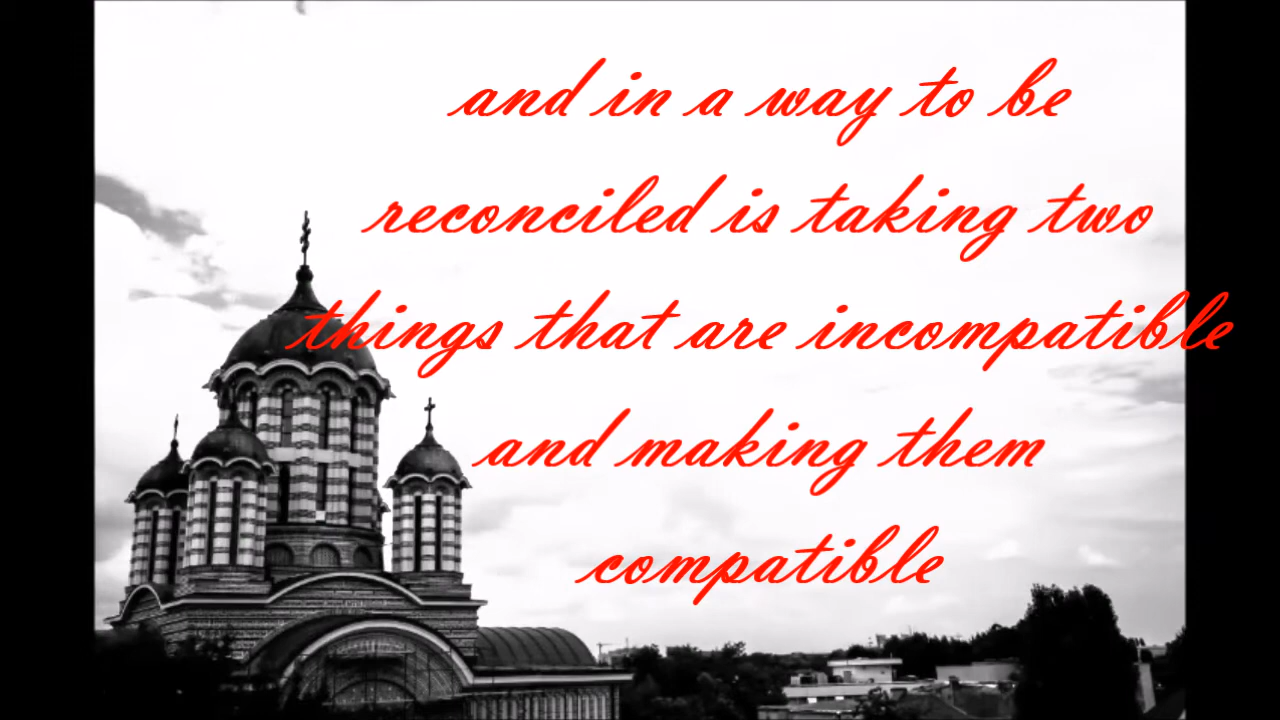 and in a way to be
reconciled is taking two
things that are incompatible
and making them
compatible